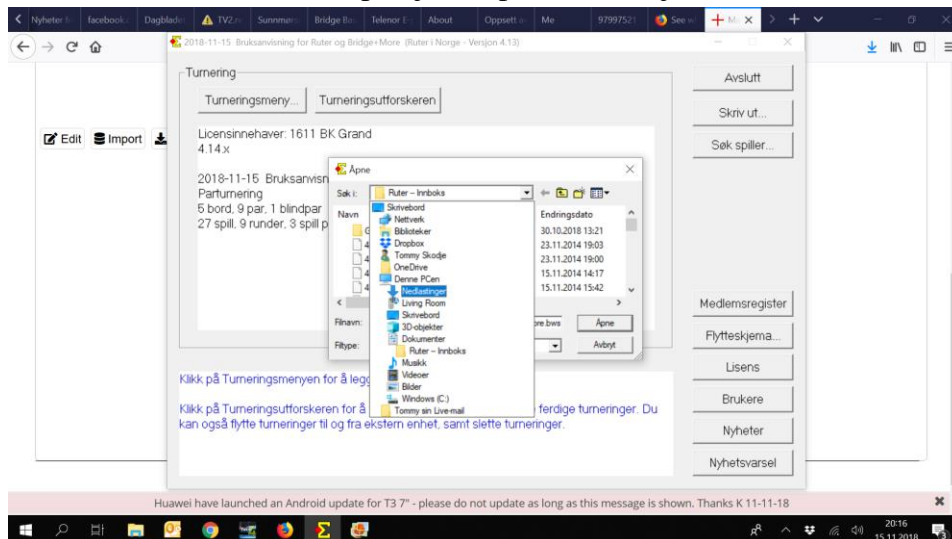 Nyheter fr
facebook.c
Dagblade
TV2.n
Sunnmørs
Bridge Ba
Telenor E-
About
Oppsett a
Me
97997521
See w
M
Edit
Import
2018-11-15 Bruksanvisning for Ruter og Bridge+More (Ruter i Norge - Versjon 4.13)
Turnering
Turneringsmeny...
Turneringsutforskeren
Avslutt
Skriv ut...
Søk spiller...
Licensinnehaver: 1611 BK Grand
4.14.x
2018-11-15 Bruksanvisn
Parturnering
5 bord, 9 par, 1 blindpar
27 spill, 9 runder, 3 spill p
Åpne
Søk i:
Ruter – Innboks
Navn
Endringsdato
30.10.2018 13:21
23.11.2014 19:03
23.11.2014 19:00
15.11.2014 14:17
15.11.2014 15:42
Skrivebord
Nettverk
Biblioteker
Dropbox
Tommy Skodje
OneDrive
Denne PCen
Nedlastinger
Living Room
Skrivebord
3D-objekter
Dokumenter
Ruter – Innboks
Musikk
Videoer
Bilder
Windows (C:)
Tommy sin Live-mail
Filnavn:
ore.bws
Åpne
Filtype:
Avbryt
Medlemsregister
Flytteskjema...
Lisens
Brukere
Nyheter
Nyhetsvarsel
Klikk på Turneringsmenyen for å legg
Klikk på Turneringsutforskeren for å
ferdige turneringer. Du
kan også flytte turneringer til og fra ekstern enhet, samt slette turneringer.
Huawei have launched an Android update for T3 7" - please do not update as long as this message is shown. Thanks K 11-11-18
20:16
15.11.2018